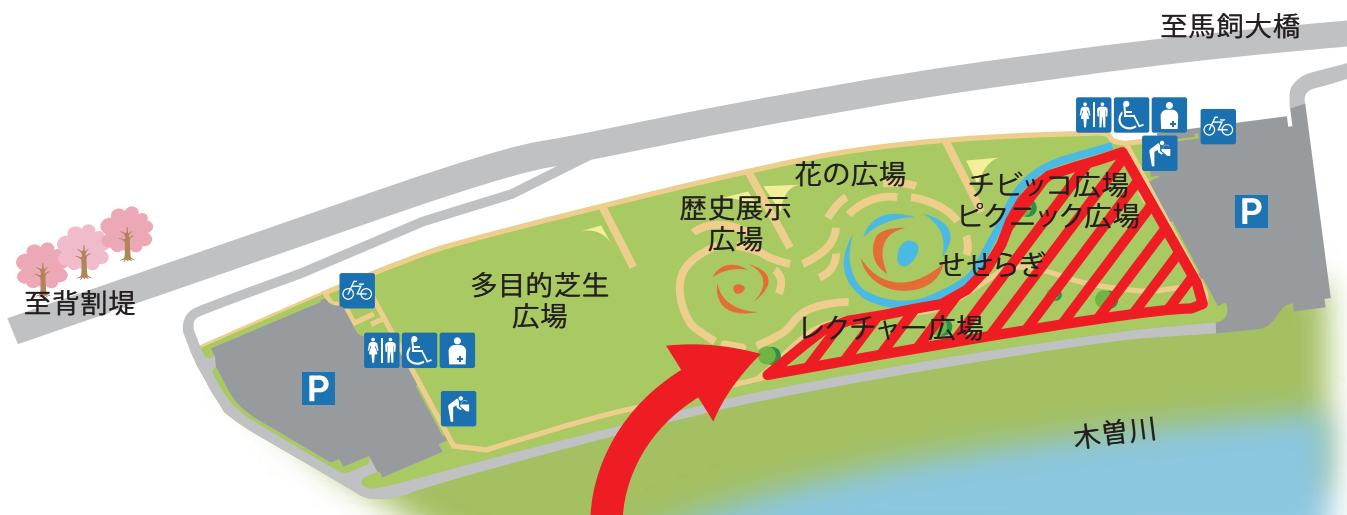 至馬飼大橋
花の広場
チビッコ広場
ピクニック広場
歴史展示
広場
P
せせらぎ
多目的芝生
広場
至背割堤
レクチャー広場
P
木曽川